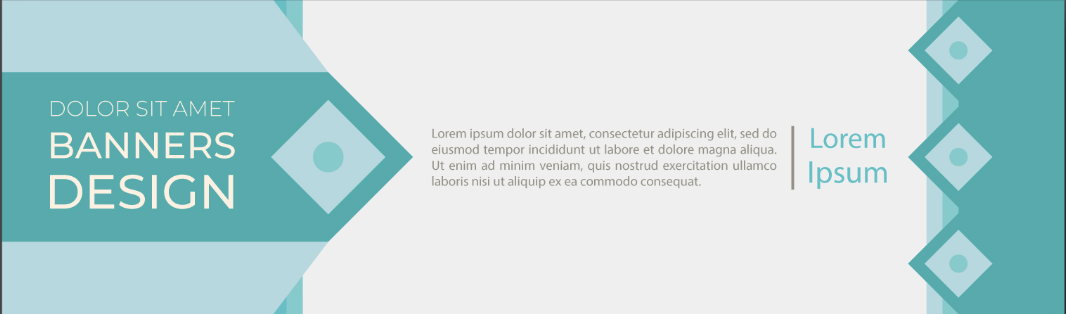 DOLOR SIT AMET
BANNERS
DESIGN
Lorem ipsum dolor sit amet, consectetur adipiscing elit, sed do
eiusmod tempor incididunt ut labore et dolore magna aliqua.
Ut enim ad minim veniam, quis nostrud exercitation ullamco
laboris nisi ut aliquip ex ea commodo consequat.
Lorem
Ipsum